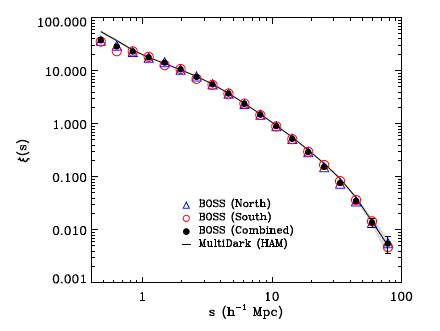 100.000
10.000
1.000
0.100
0.010
0.001
ξ(s)
BOSS (North)
BOSS (South)
BOSS (Combined)
MultiDark (HAM)
1
10
100
s (h⁻¹ Mpc)